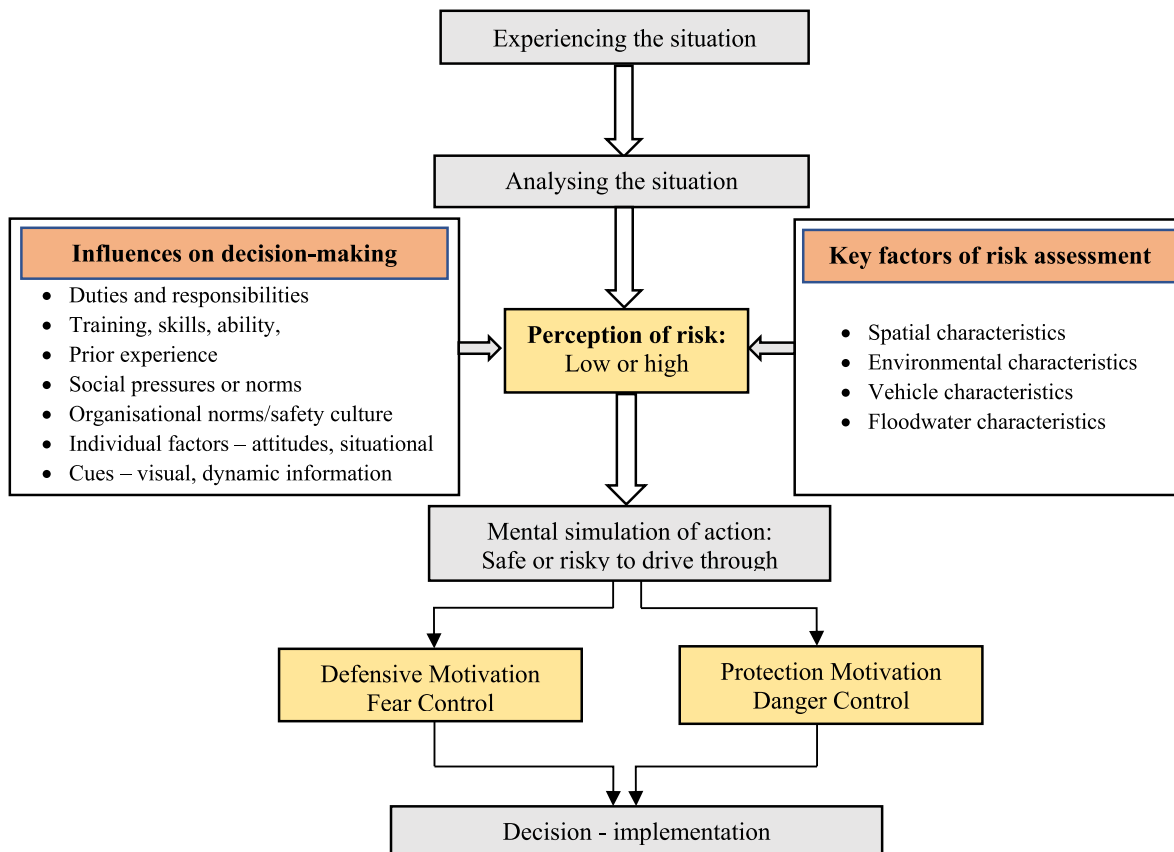 Experiencing the situation
Analysing the situation
Influences on decision-making
• Duties and responsibilities
• Training, skills, ability,
• Prior experience
• Social pressures or norms
• Organisational norms/safety culture
• Individual factors – attitudes, situational
• Cues – visual, dynamic information
Perception of risk:
Low or high
Key factors of risk assessment
• Spatial characteristics
• Environmental characteristics
• Vehicle characteristics
• Floodwater characteristics
Mental simulation of action:
Safe or risky to drive through
Defensive Motivation
Fear Control
Protection Motivation
Danger Control
Decision - implementation